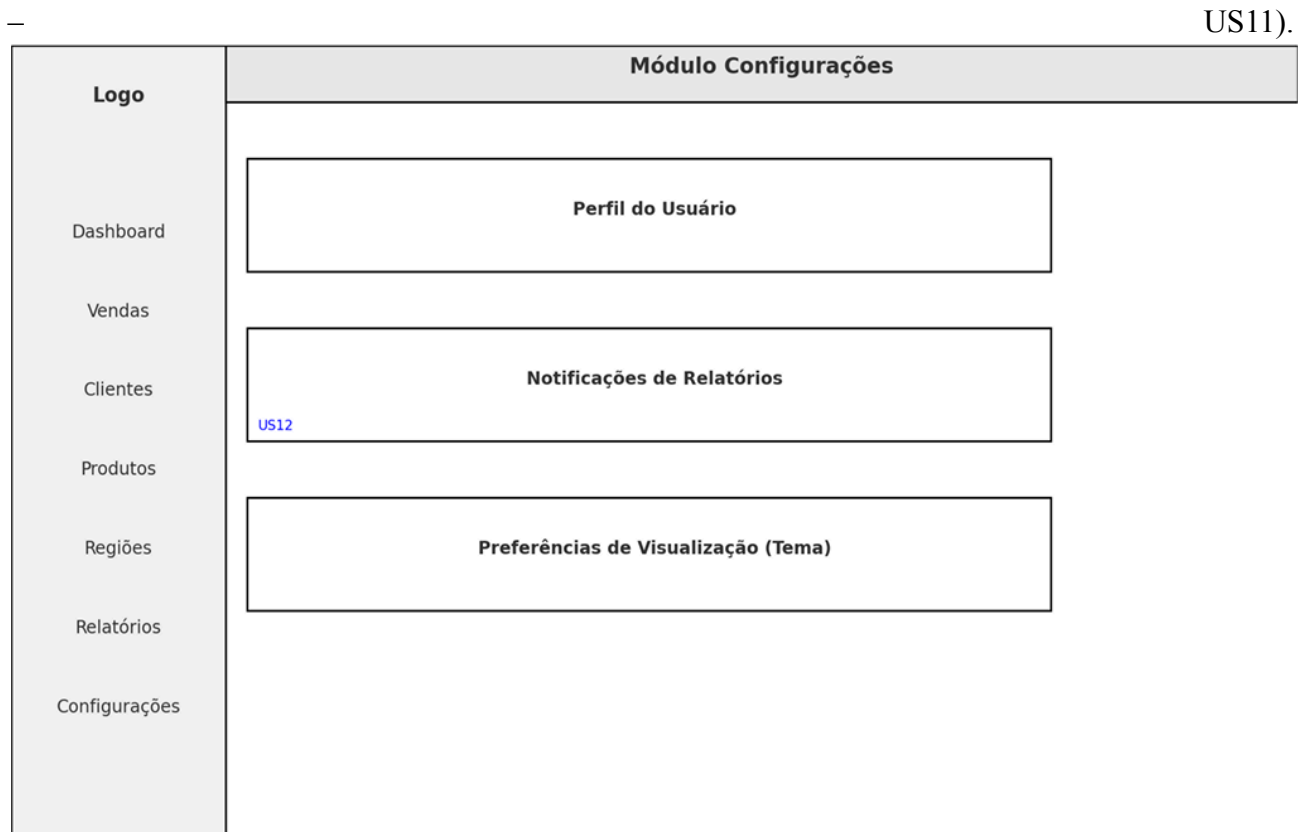 – US11).
Módulo Configurações
Logo
Dashboard
Vendas
Clientes
Produtos
Regiões
Relatórios
Configurações
Perfil do Usuário
Notificações de Relatórios
US12
Preferências de Visualização (Tema)